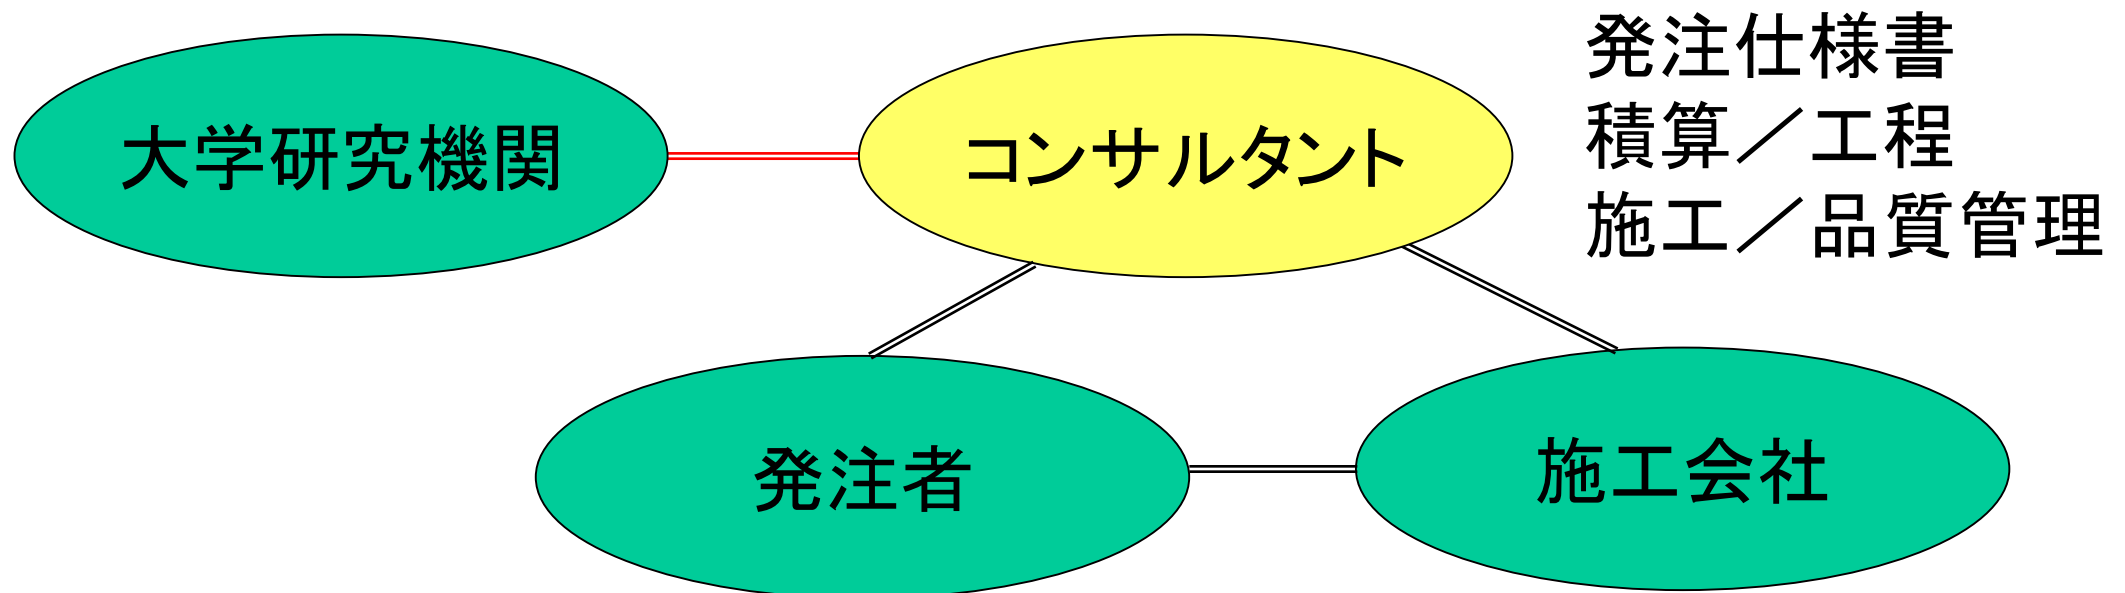 大学研究機関
コンサルタント
発注仕様書
積算／工程
施工／品質管理
発注者
施工会社